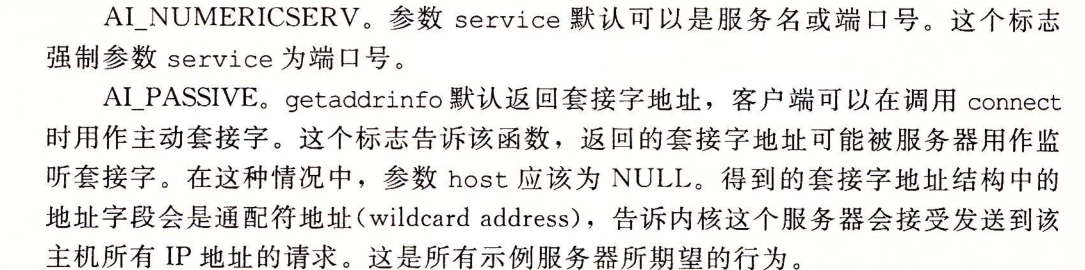 AI_NUMERICSERV。参数 service 默认可以是服务名或端口号。这个标志
强制参数 service 为端口号。
AI_PASSIVE。getaddrinfo 默认返回套接字地址，客户端可以在调用 connect
时用作主动套接字。这个标志告诉该函数，返回的套接字地址可能被服务器用作监
听套接字。在这种情况中，参数 host 应该为 NULL。得到的套接字地址结构中的
地址字段会是通配符地址(wildcard address)，告诉内核这个服务器会接受发送到该
主机所有 IP 地址的请求。这是所有示例服务器所期望的行为。